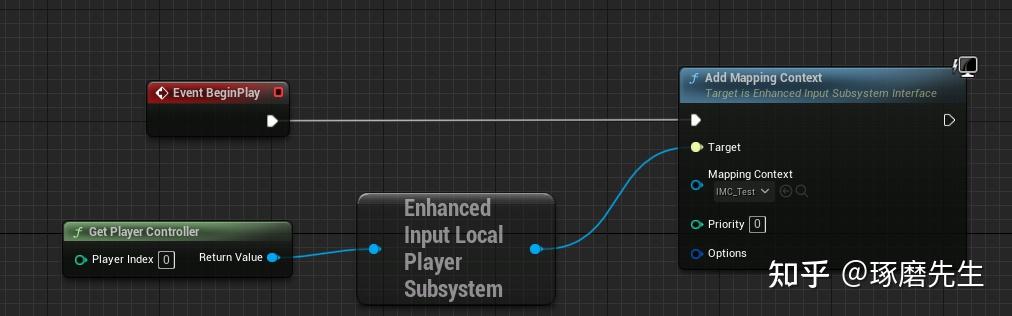 Event BeginPlay
Add Mapping Context
Target is Enhanced Input Subsystem Interface
Target
Mapping Context
IMC_Test
Priority 0
Options
Enhanced
Input Local
Player
Subsystem
f Get Player Controller
Player Index 0
Return Value
知乎 @琢磨先生